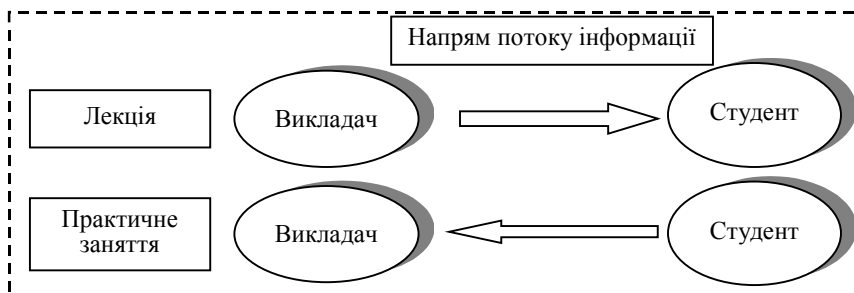 Напрям потоку інформації
Лекція
Викладач
Студент
Практичне
заняття
Викладач
Студент